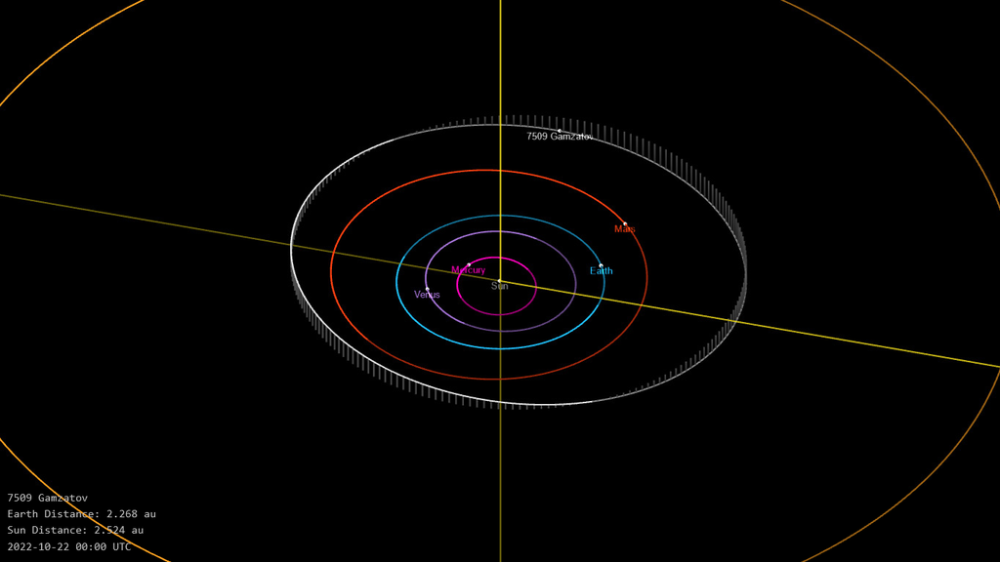 7509 Gamzatov
Mars
Mercury
Earth
Sun
Venus
7509 Gamzatov
Earth Distance: 2.268 au
Sun Distance: 2.524 au
2022-10-22 00:00 UTC